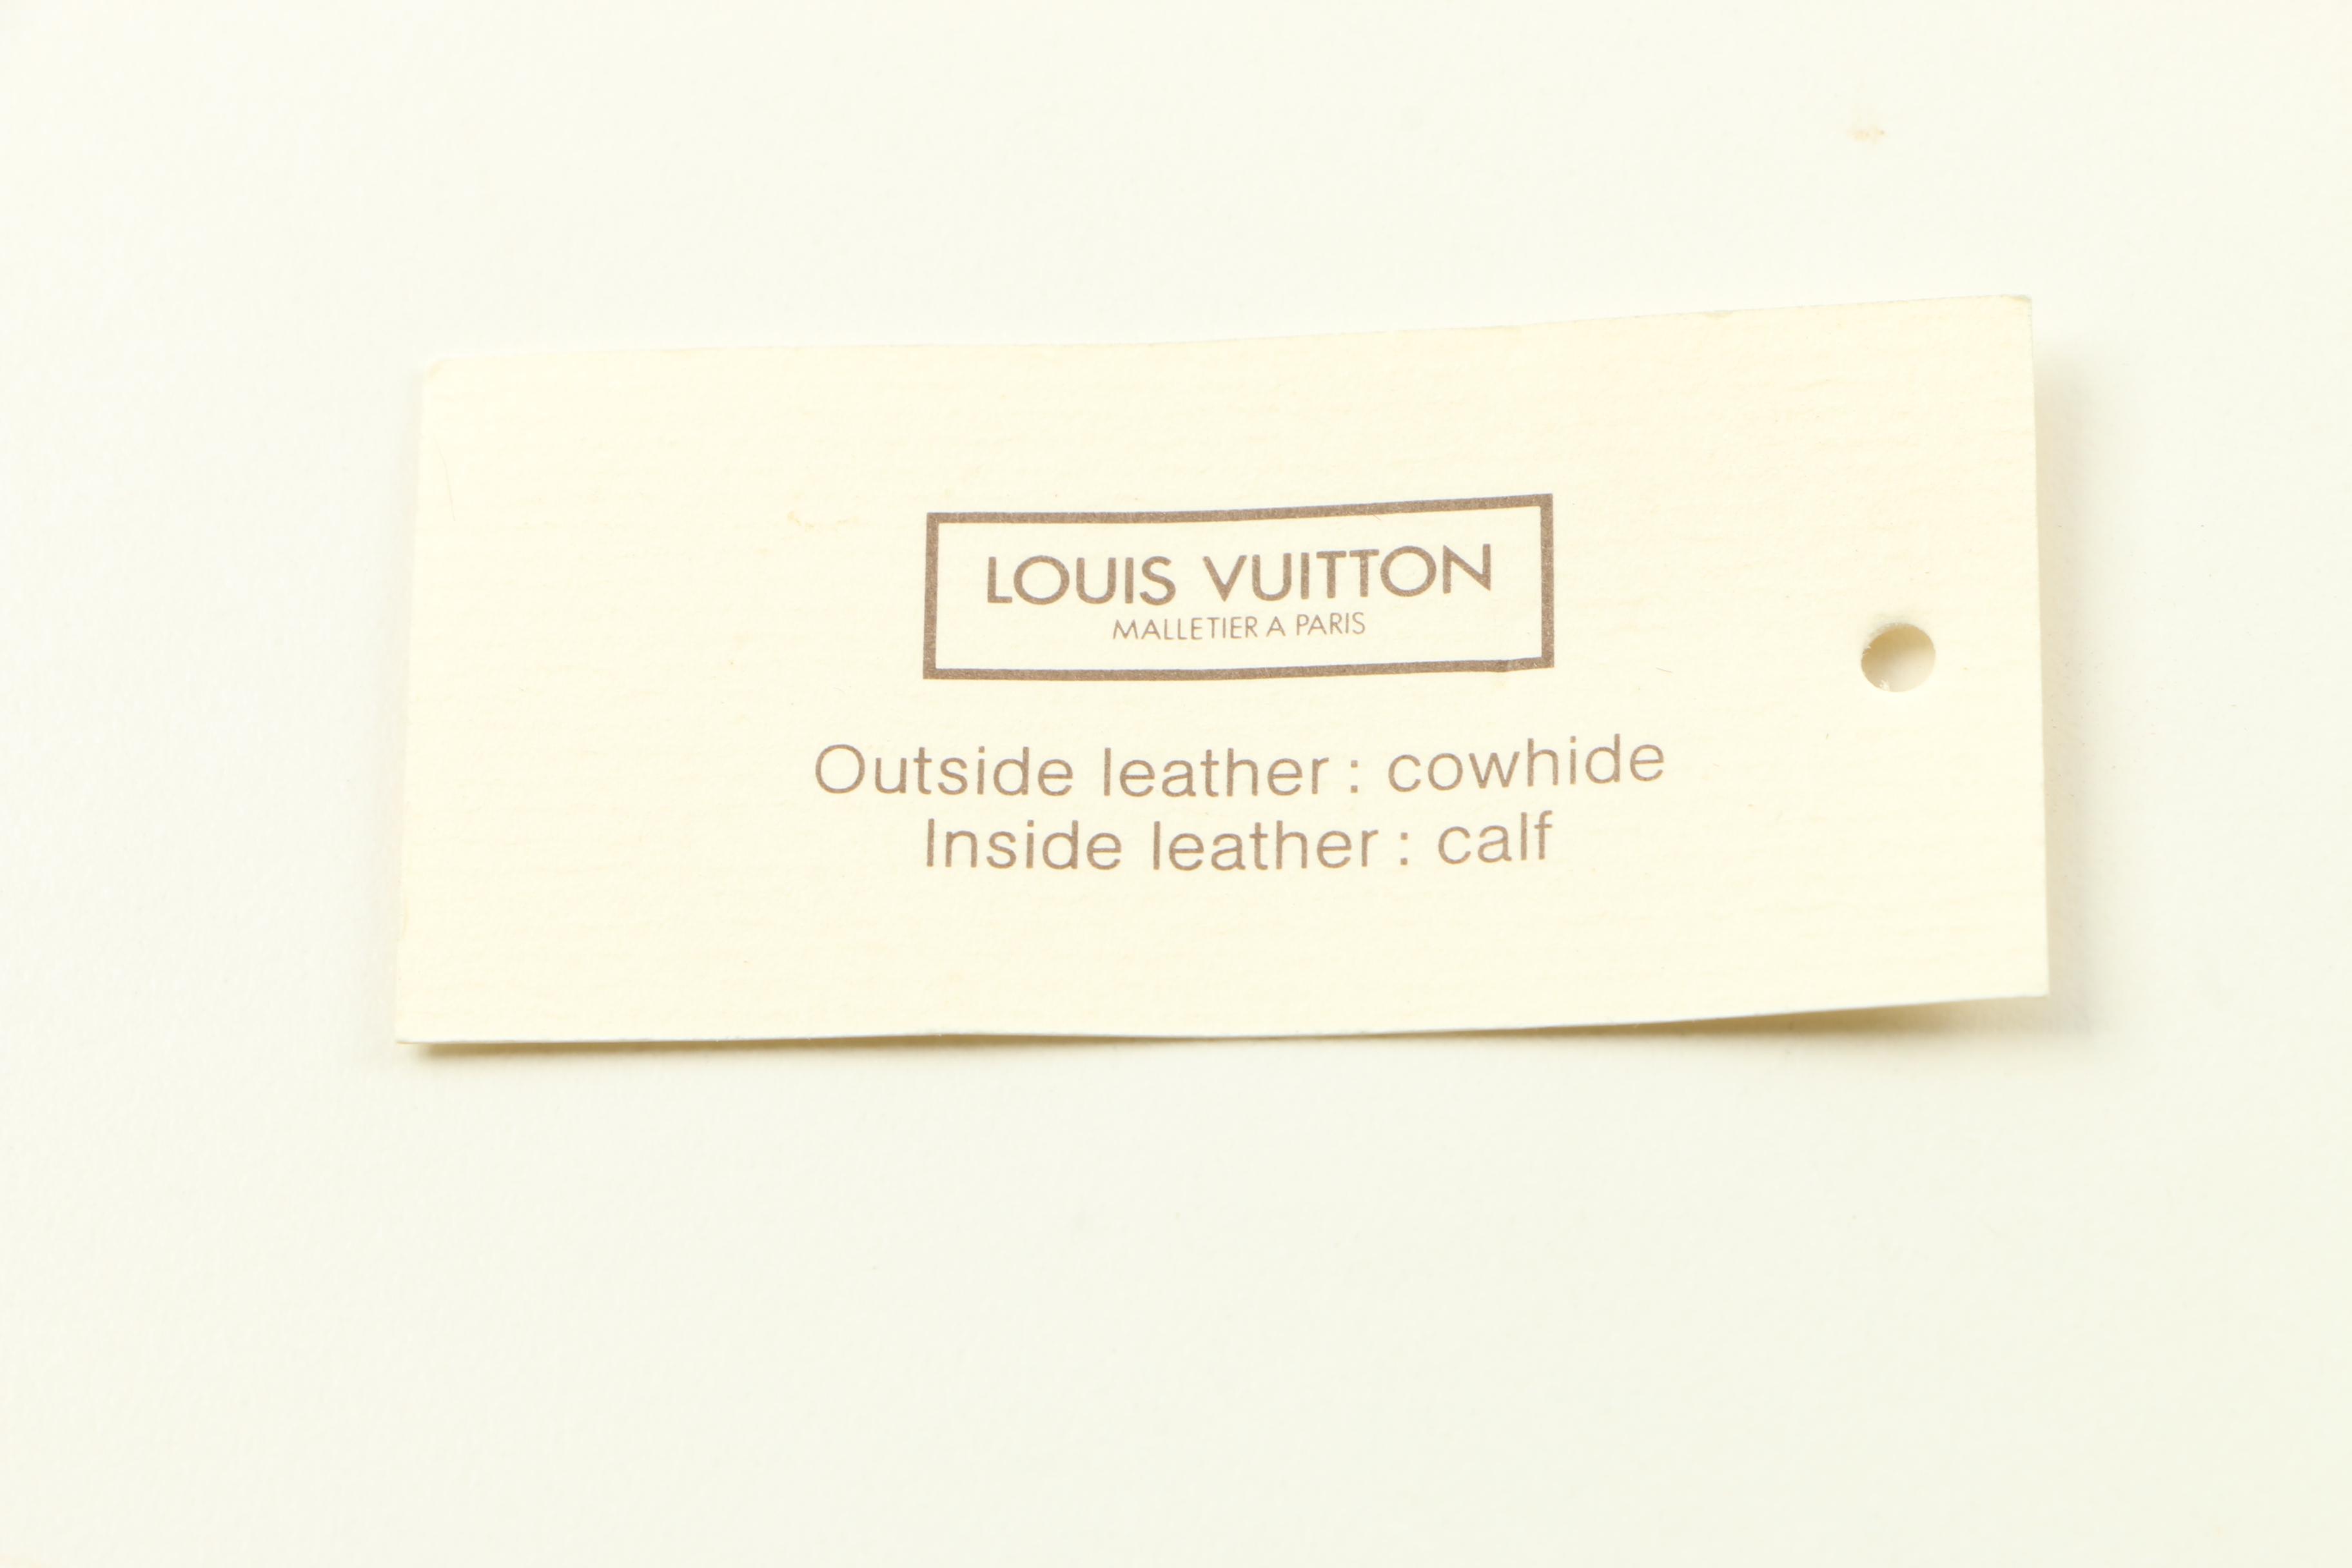 LOUIS VUITTON
MALLETIER A PARIS
Outside leather : cowhide
Inside leather : calf